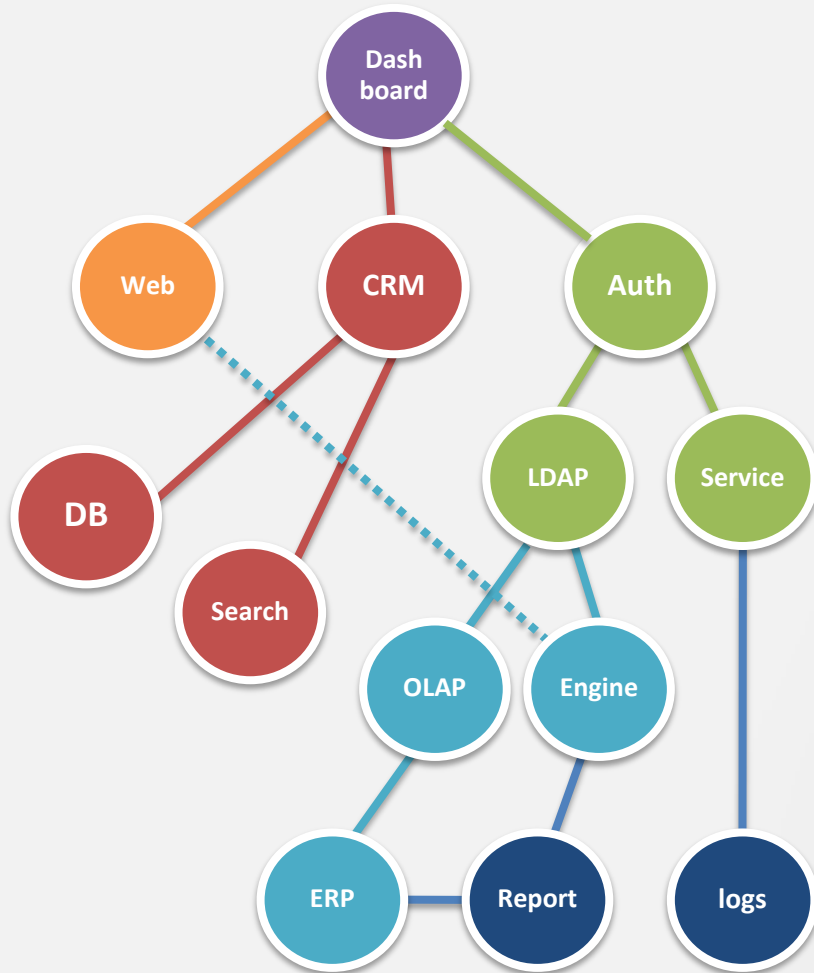 Dash
board
Web
CRM
Auth
LDAP
Service
DB
Search
OLAP
Engine
ERP
Report
logs